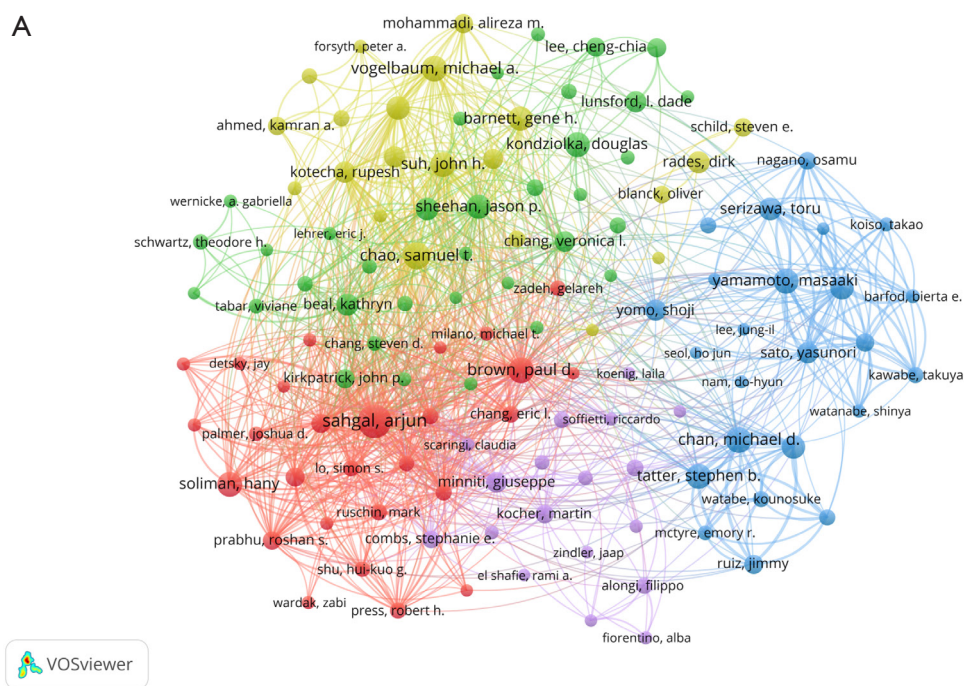 A
mohammadi, alireza m.
forsyth, peter a.
lee, cheng-chia
vogelbaum, michael a.
lunsford, l. dade
ahmed, kamran a.
barnett, gene h.
schild, steven e.
kondziolka, douglas
suh, john h.
rades, dirk
nagano, osamu
kotecha, rupesh
blanck, oliver
wernicke, a. gabriella
sheehan, jason p.
serizawa, toru
koiso, takao
schwartz, theodore h.
lehrer, eric j.
chiang, veronica l.
chao, samuel t.
yamamoto, masaaki
zadeh, gelareh
barfod, bierta e.
tabar, viviane
beal, kathryn
yomo, shoji
milano, michael t.
lee, jung-il
chang, steven d.
seol, ho jun
sato, yasunori
detsky, jay
brown, paul d.
koenig, laila
kirkpatrick, john p.
nam, do-hyun
kawabe, takuya
chang, eric l.
watanabe, shinya
sahgal, arjun
soffietti, riccardo
palmer, joshua d.
scaringi, claudia
chan, michael d.
lo, simon s.
soliman, hany
minniti, giuseppe
tatter, stephen b.
watabe, kounosuke
ruschin, mark
kocher, martin
prabhu, roshan s.
combs, stephanie e.
mctyre, emory r.
zindler, jaap
shu, hui-kuo g.
ruiz, jimmy
el shafie, rami a.
alongi, filippo
wardak, zabi
press, robert h.
fiorentino, alba
VOSviewer